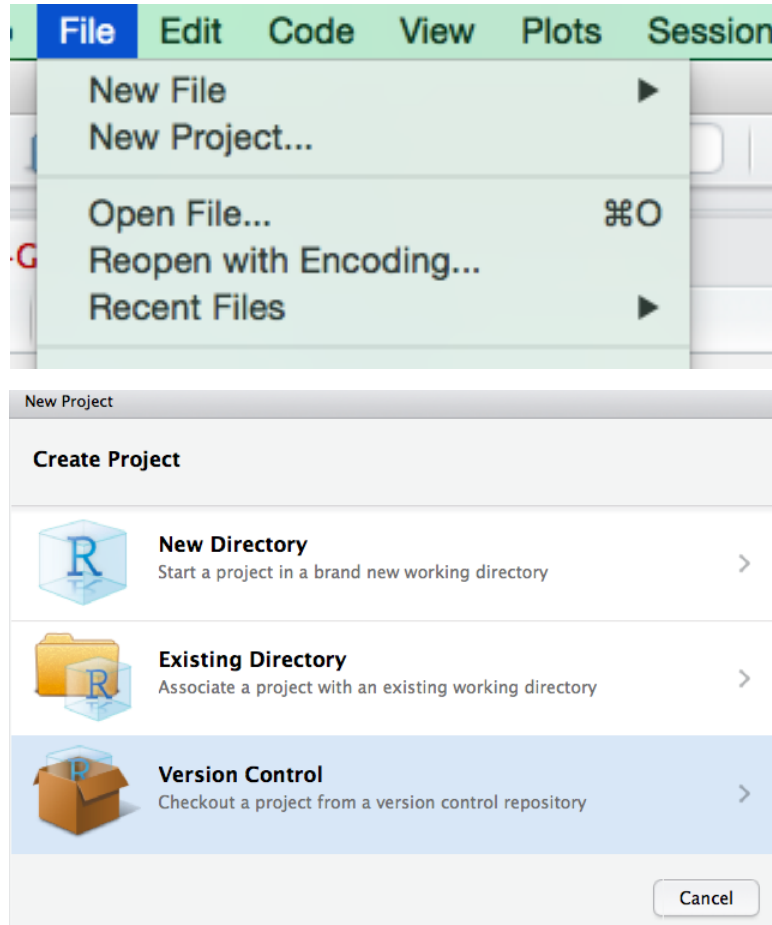 File Edit Code View Plots Session
New File
New Project...
Open File... ⌘O
Reopen with Encoding...
Recent Files
-G
New Project
Create Project
R
New Directory
Start a project in a brand new working directory
R
Existing Directory
Associate a project with an existing working directory
R
Version Control
Checkout a project from a version control repository
Cancel